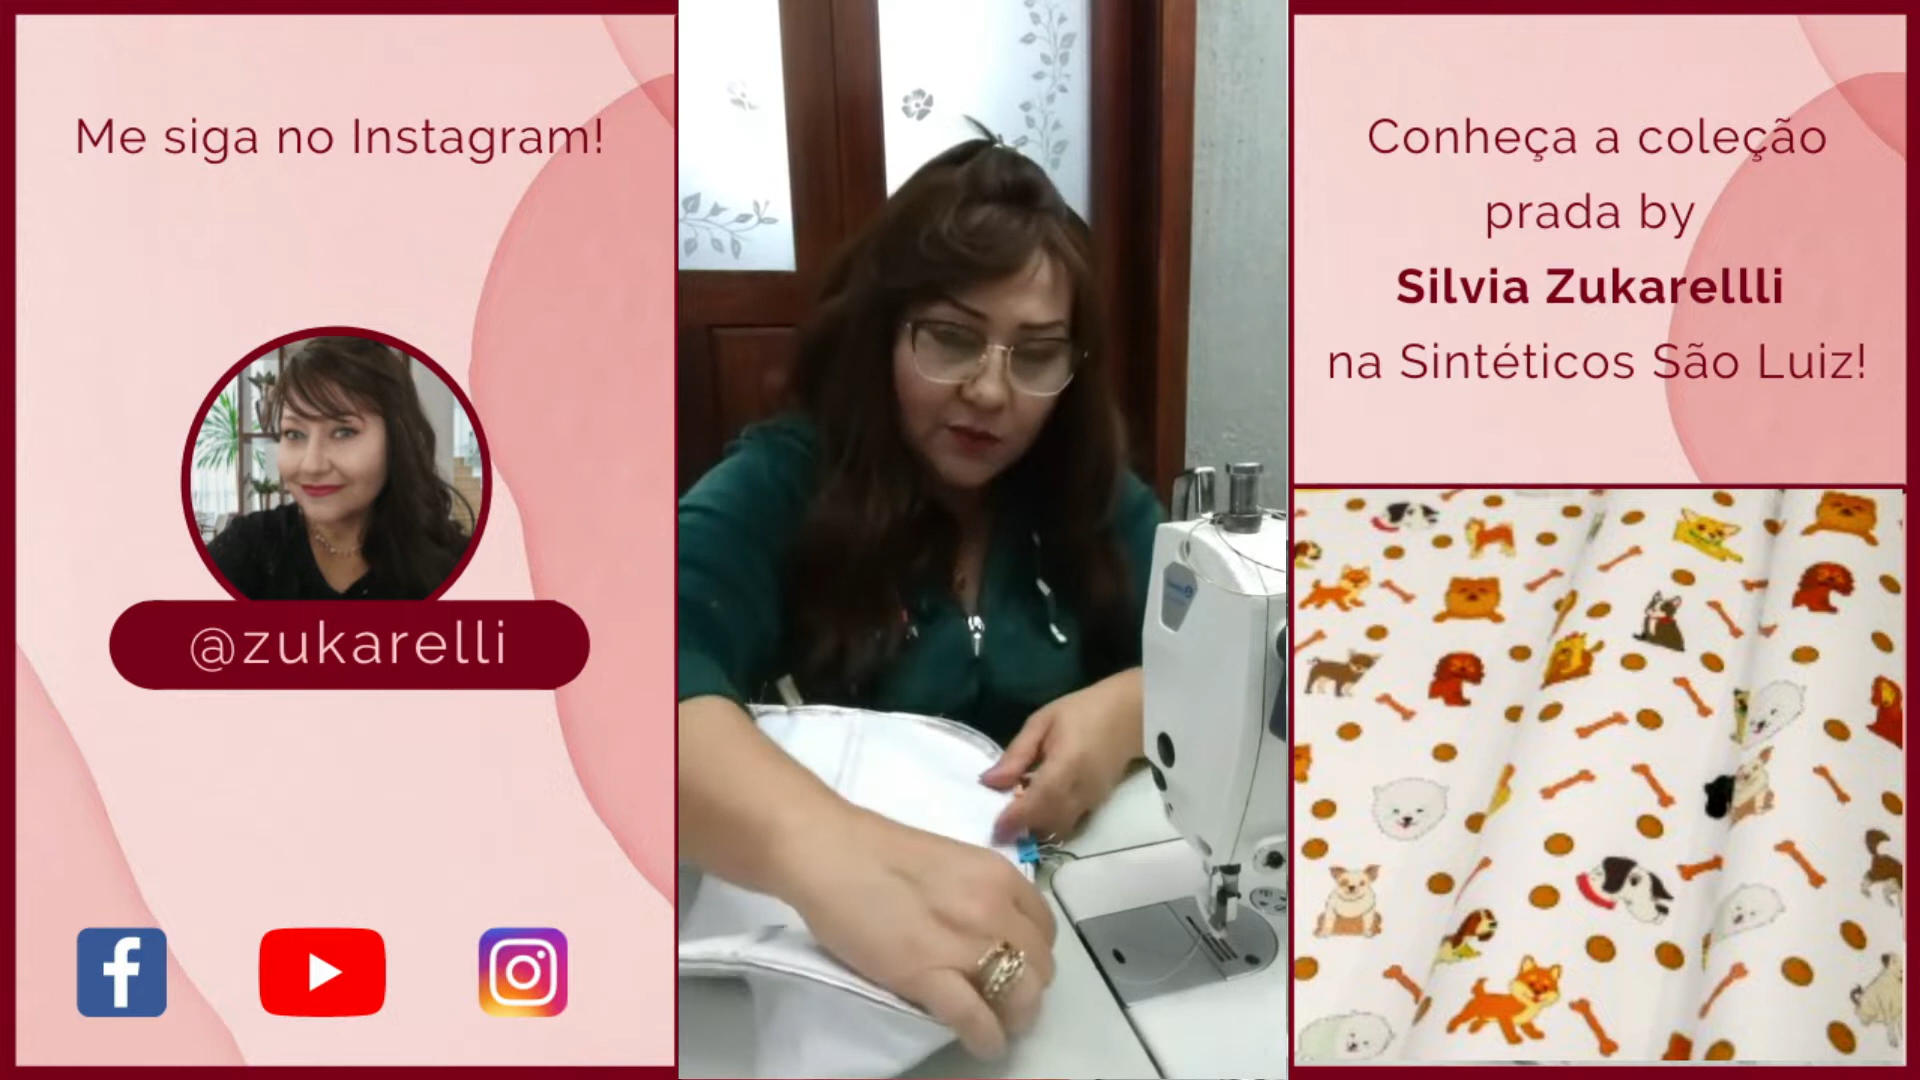 Me siga no Instagram!
@zukarelli
Conheça a coleção
prada by
Silvia Zukarellli
na Sintéticos São Luiz!